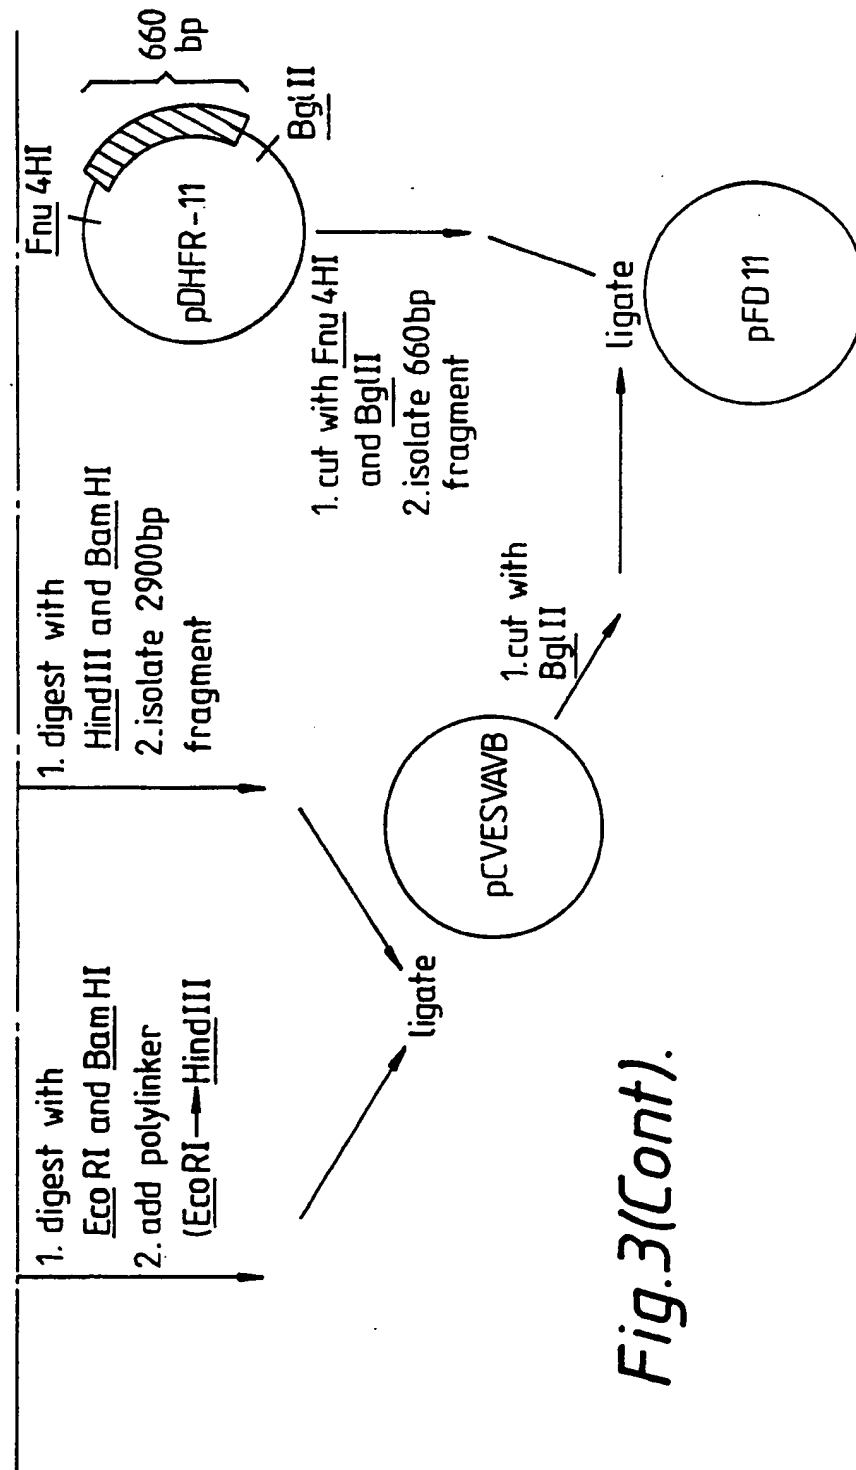 1. digest with
EcoRI and BamHI
2. add polylinker
(EcoRI→HindIII
1. digest with
HindIII and BamHI
2. isolate 2900bp
fragment
Fnu 4HI
660
bp
pDHFR-11
BglII
ligate
pCVESVAVB
1. cut with Fnu 4HI
and BglII
2. isolate 660bp
fragment
1. cut with
BglII
ligate
pFD11
Fig.3(Cont).